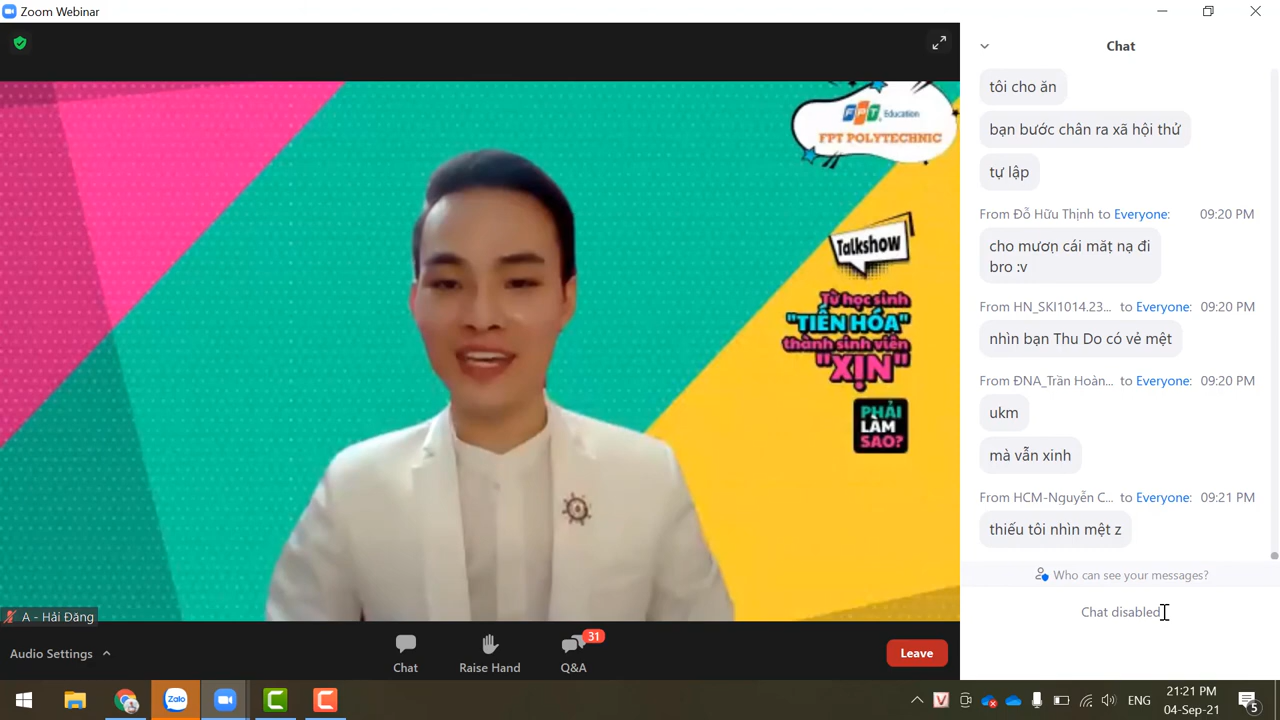 Zoom Webinar
FPT Education
FPT POLYTECHNIC
Talkshow
Từ học sinh
"TIẾN HÓA"
thành sinh viên
"XỊN"
PHẢI
LÀM
SAO?
A - Hải Đăng
Audio Settings
Chat
Raise Hand
31
Q&A
Leave
Chat
tôi cho ăn
bạn bước chân ra xã hội thử
tự lập
From Đỗ Hữu Thịnh to Everyone: 09:20 PM
cho mượn cái mặt nạ đi
bro :v
From HN_SKI1014.23... to Everyone: 09:20 PM
nhìn bạn Thu Do có vẻ mệt
From ĐNA_Trần Hoàn... to Everyone: 09:20 PM
ukm
mà vẫn xinh
From HCM-Nguyễn C... to Everyone: 09:21 PM
thiếu tôi nhìn mệt z
Who can see your messages?
Chat disabled
Zalo
ENG
21:21 PM
04-Sep-21
5